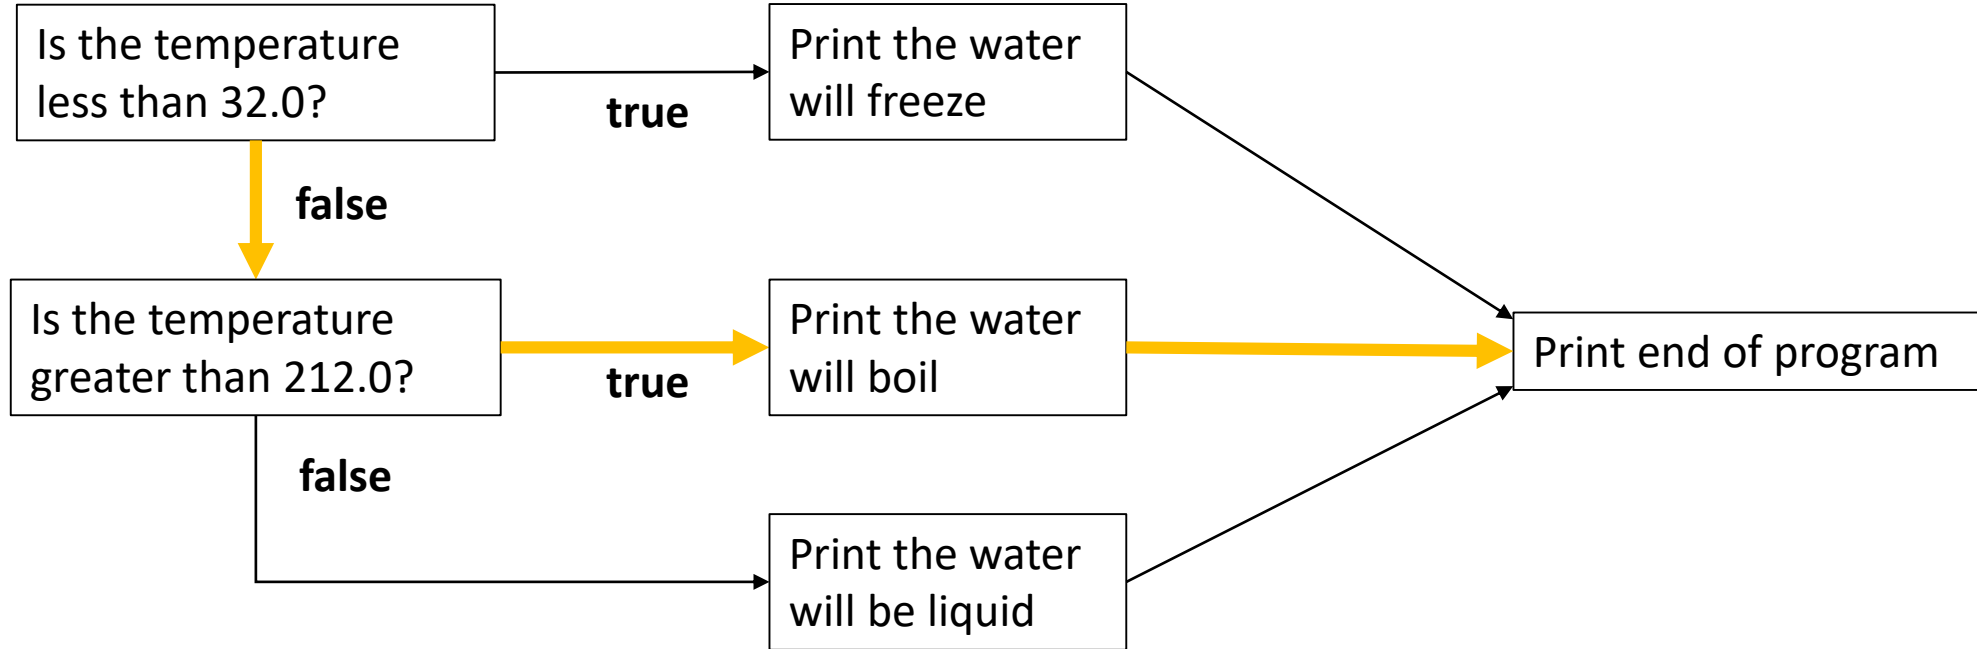 Is the temperature
less than 32.0?
true
Print the water
will freeze
false
Is the temperature
greater than 212.0?
true
Print the water
will boil
Print end of program
false
Print the water
will be liquid